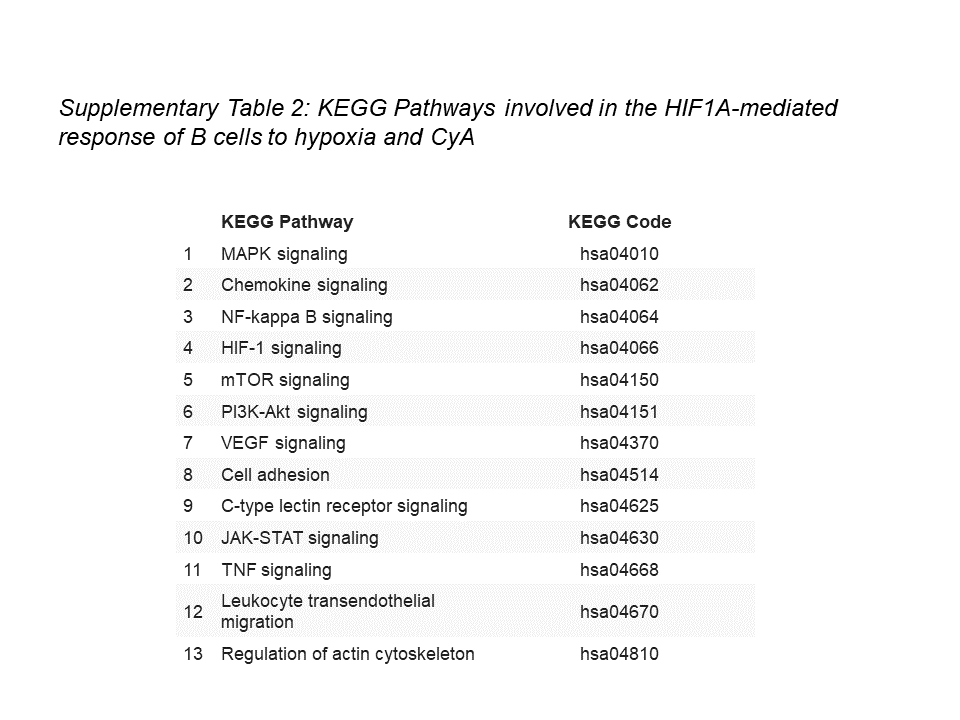 Supplementary Table 2: KEGG Pathways involved in the HIF1A-mediated
response of B cells to hypoxia and CyA
KEGG Pathway KEGG Code
1 MAPK signaling hsa04010
2 Chemokine signaling hsa04062
3 NF-kappa B signaling hsa04064
4 HIF-1 signaling hsa04066
5 mTOR signaling hsa04150
6 PI3K-Akt signaling hsa04151
7 VEGF signaling hsa04370
8 Cell adhesion hsa04514
9 C-type lectin receptor signaling hsa04625
10 JAK-STAT signaling hsa04630
11 TNF signaling hsa04668
12 Leukocyte transendothelial
migration hsa04670
13 Regulation of actin cytoskeleton hsa04810